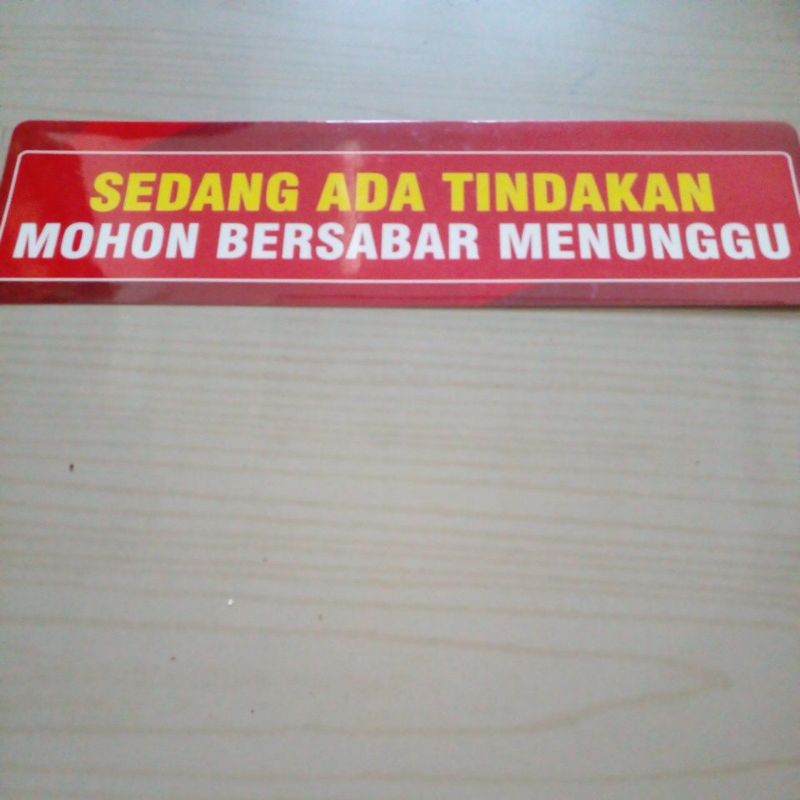 SEDANG ADA TINDAKAN
MOHON BERSABAR MENUNGGU